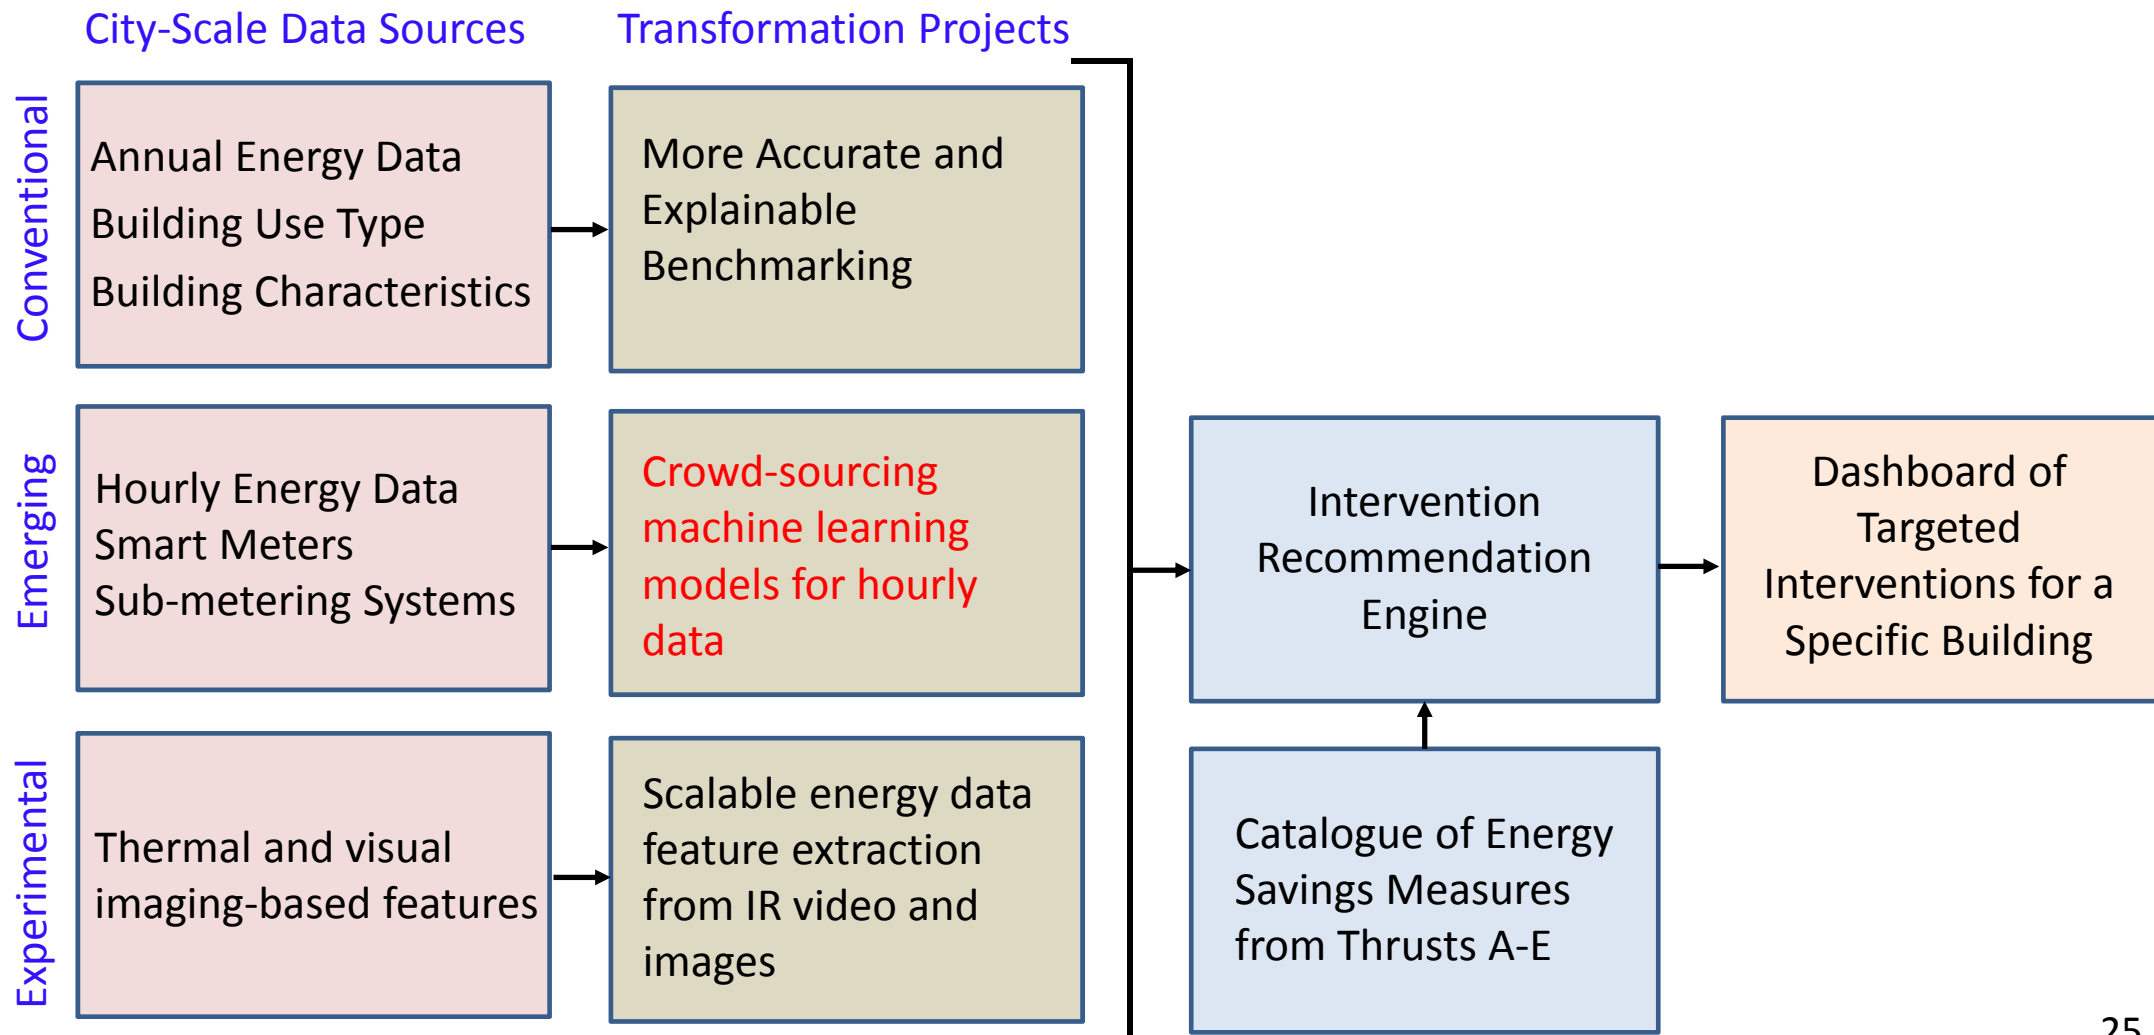 City-Scale Data Sources
Transformation Projects
Conventional
Annual Energy Data
Building Use Type
Building Characteristics
More Accurate and
Explainable
Benchmarking
Emerging
Hourly Energy Data
Smart Meters
Sub-metering Systems
Crowd-sourcing
machine learning
models for hourly
data
Intervention
Recommendation
Engine
Dashboard of
Targeted
Interventions for a
Specific Building
Experimental
Thermal and visual
imaging-based features
Scalable energy data
feature extraction
from IR video and
images
Catalogue of Energy
Savings Measures
from Thrusts A-E
25